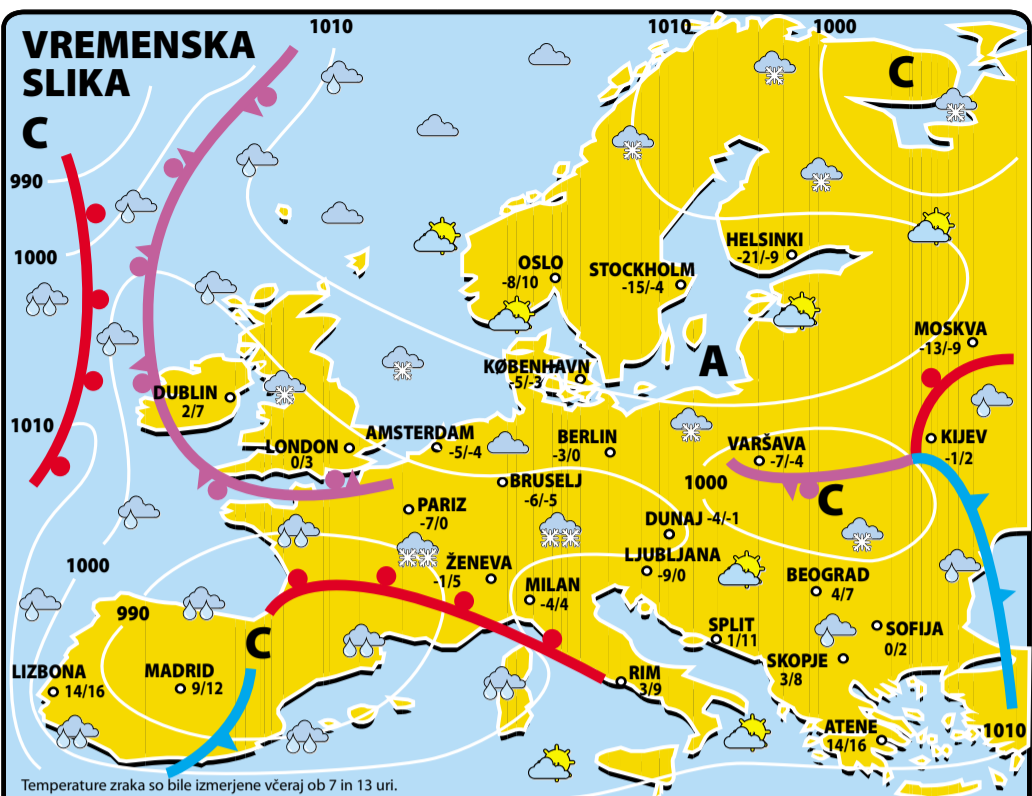 VREMENSKA
SLIKA
1010
1010
1000
C
C
990
1000
1010
HELSINKI
-21/-9
OSLO
-8/10
STOCKHOLM
-15/-4
MOSKVA
-13/-9
A
KØBENHAVN
-5/-3
DUBLIN
2/7
LONDON
0/3
AMSTERDAM
-5/-4
BERLIN
-3/0
VARŠAVA
-7/-4
KIJEV
-1/2
BRUSELJ
-6/-5
1000
C
PARIZ
-7/0
DUNAJ -4/-1
LJUBLJANA
-9/0
ŽENEVA
-1/5
MILAN
-4/4
BEOGRAD
4/7
1000
990
C
SPLIT
1/11
SOFIJA
0/2
SKOPJE
3/8
LIZBONA
14/16
MADRID
9/12
RIM
3/9
ATENE
14/16
1010
Temperature zraka so bile izmerjene včeraj ob 7 in 13 uri.